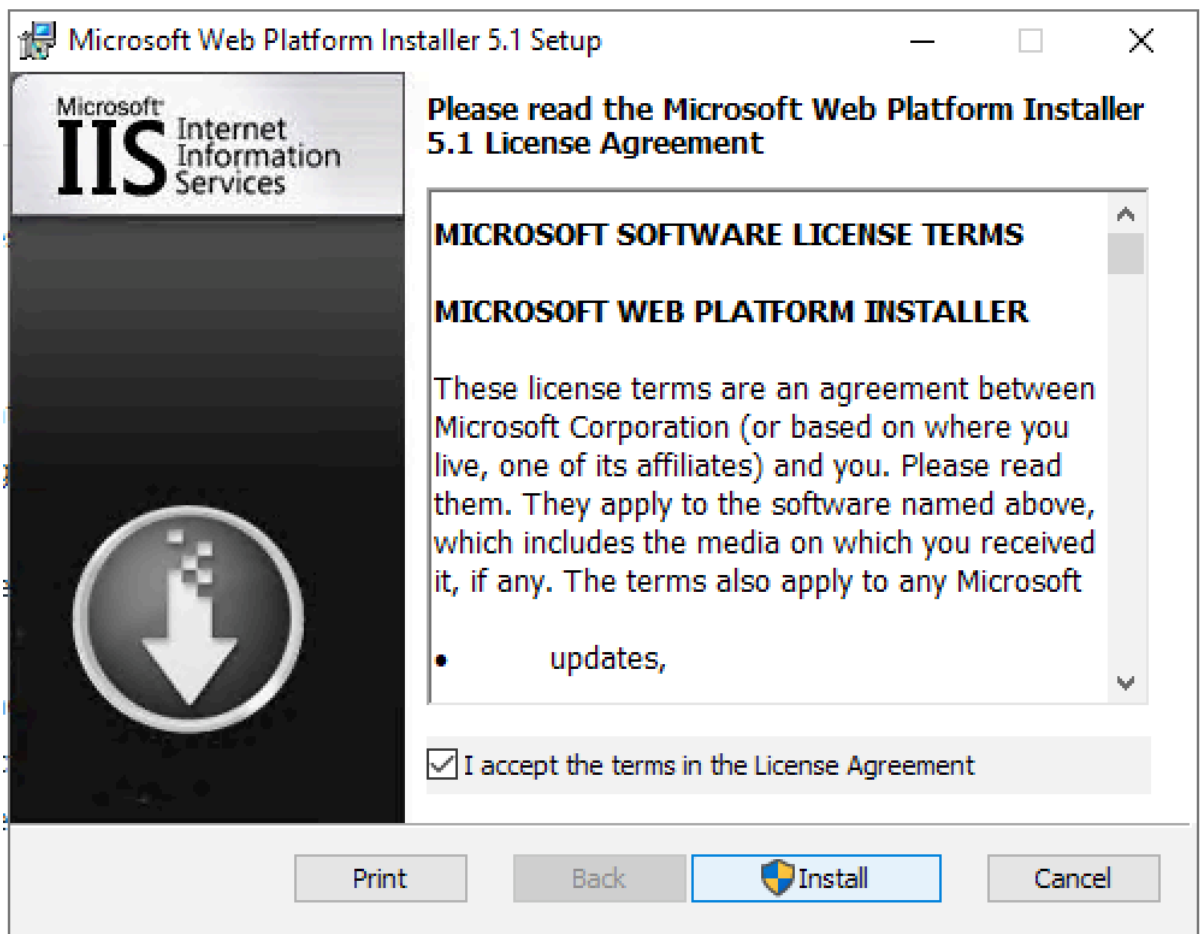 Microsoft Web Platform Installer 5.1 Setup
Microsoft
IIS Internet
Information
Services
Please read the Microsoft Web Platform Installer
5.1 License Agreement
MICROSOFT SOFTWARE LICENSE TERMS
MICROSOFT WEB PLATFORM INSTALLER
These license terms are an agreement between
Microsoft Corporation (or based on where you
live, one of its affiliates) and you. Please read
them. They apply to the software named above,
which includes the media on which you received
it, if any. The terms also apply to any Microsoft
• updates,
I accept the terms in the License Agreement
Print Back Install Cancel